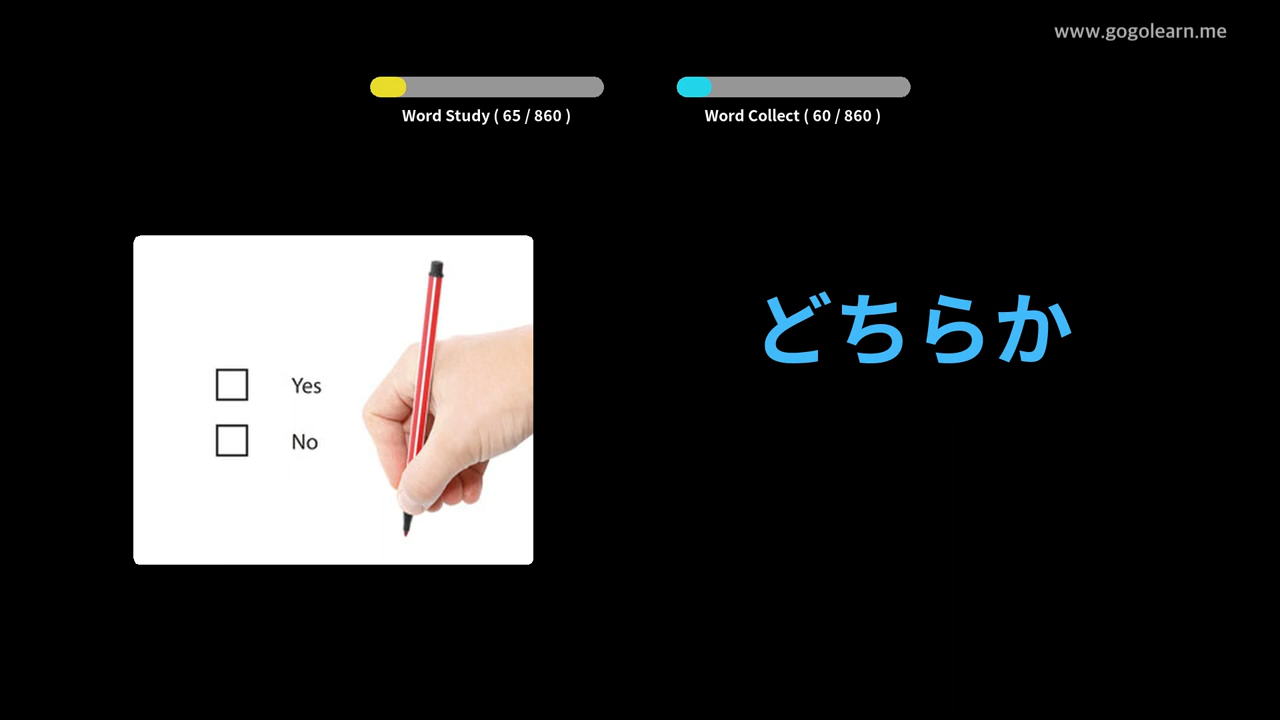 www.gogolearn.me
Word Study ( 65 / 860 )
Word Collect ( 60 / 860 )
Yes
No
どちらか